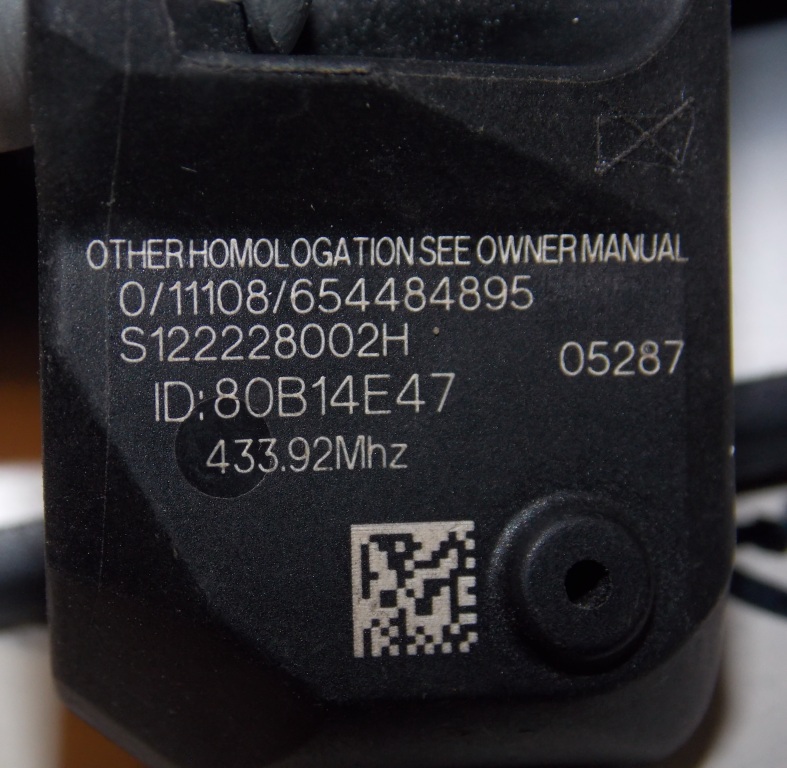 OTHER HOMOLOGATION SEE OWNER MANUAL
0/11108/654484895
S122228002H
05287
ID:80B14E47
433.92Mhz